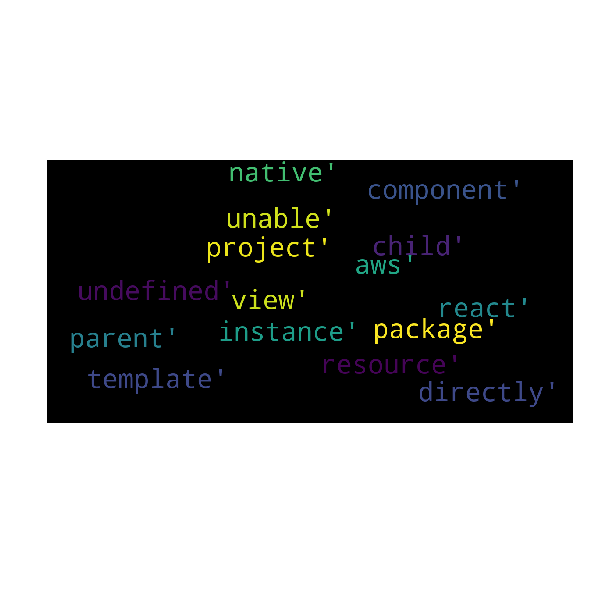 native'
component'
unable'
project'
child'
aws'
undefined'
view'
react'
package'
instance'
parent'
resource'
template'
directly'